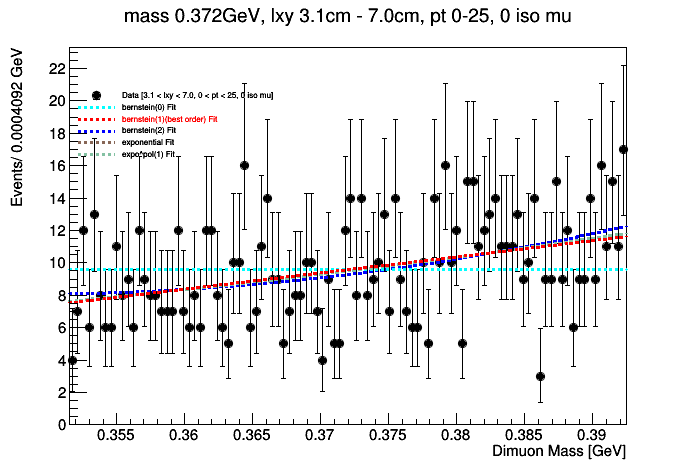 mass 0.372GeV, lxy 3.1cm - 7.0cm, pt 0-25, 0 iso mu
Events/ 0.0004092 GeV
22
20
18
16
14
12
10
8
6
4
2
0
Data [3.1 < lxy < 7.0, 0 < pt < 25, 0 iso mu]
bernstein(0) Fit
bernstein(1)(best order) Fit
bernstein(2) Fit
exponential Fit
expo*pol(1) Fit
0.355 0.36 0.365 0.37 0.375 0.38 0.385 0.39
Dimuon Mass [GeV]